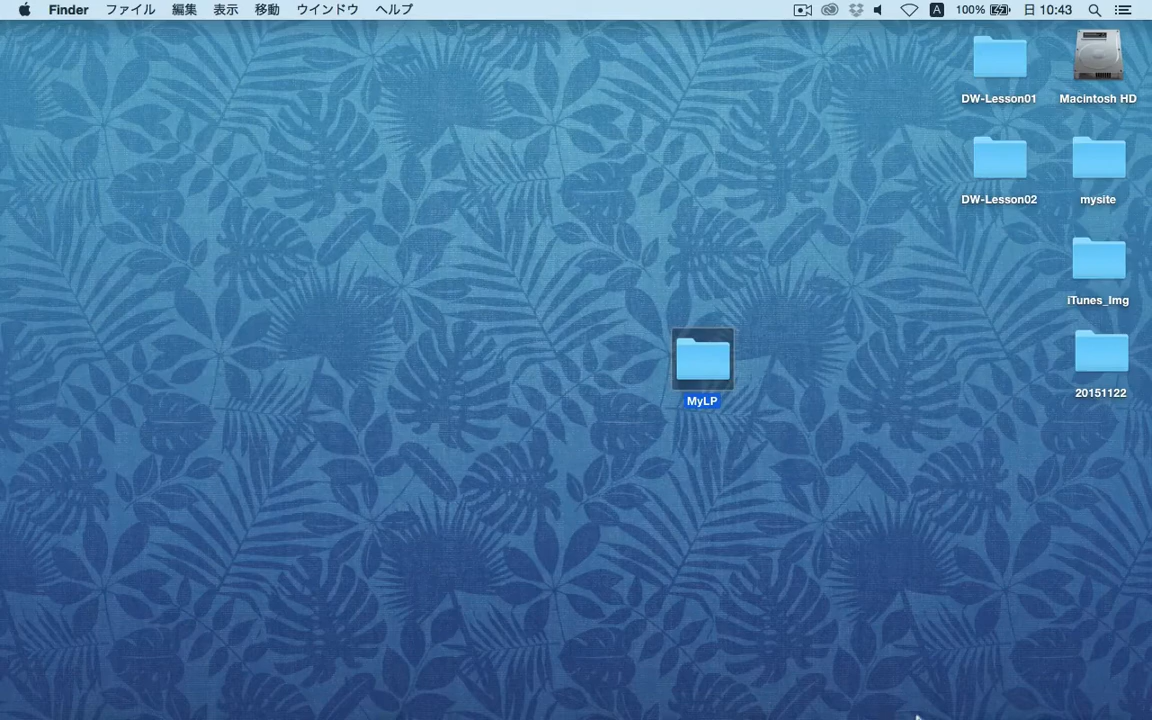 Finder ファイル 編集 表示 移動 ウインドウ ヘルプ A 100% 日 10:43
DW-Lesson01 Macintosh HD
DW-Lesson02 mysite
iTunes_Img
MyLP 20151122